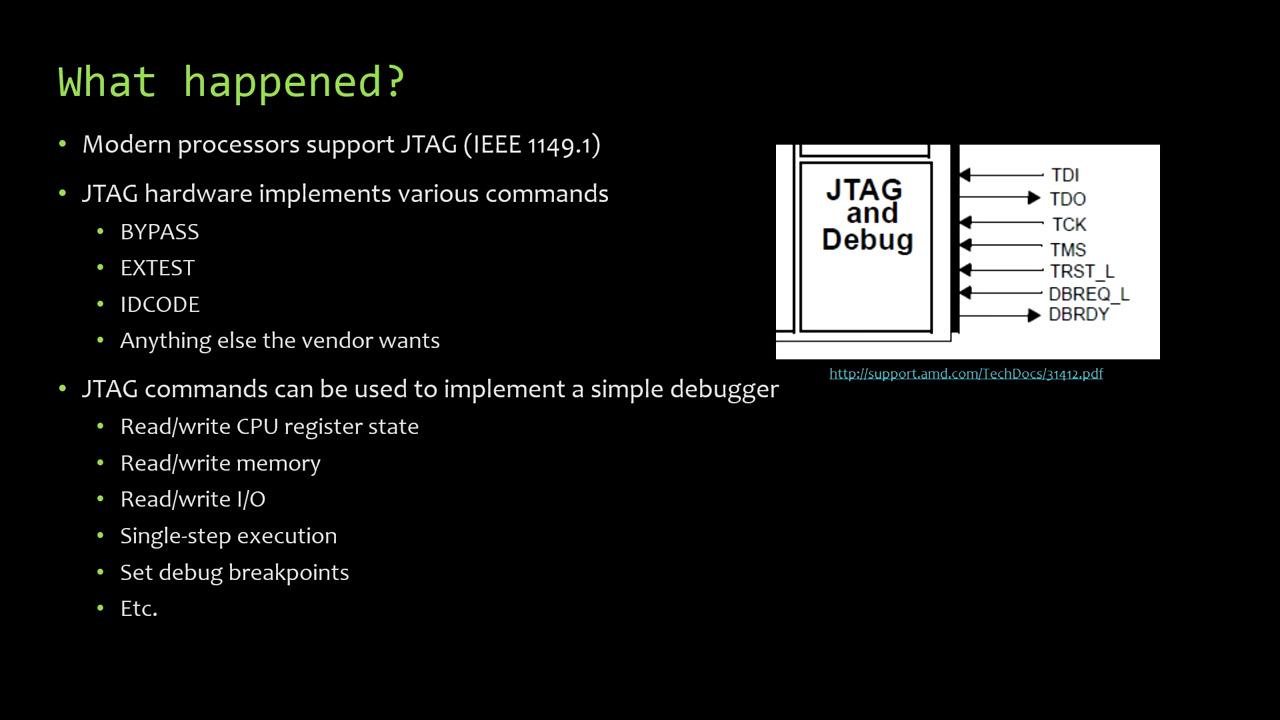 What happened?
• Modern processors support JTAG (IEEE 1149.1)
• JTAG hardware implements various commands
• BYPASS
• EXTEST
• IDCODE
• Anything else the vendor wants
• JTAG commands can be used to implement a simple debugger
• Read/write CPU register state
• Read/write memory
• Read/write I/O
• Single-step execution
• Set debug breakpoints
• Etc.
JTAG
and
Debug
TDI
TDO
TCK
TMS
TRST_L
DBREQ_L
DBRDY
http://support.amd.com/TechDocs/31412.pdf